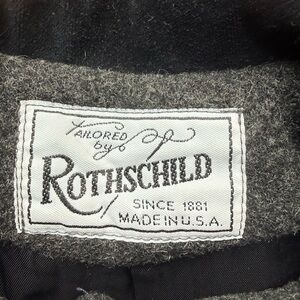 TAILORED
by
ROTHSCHILD
SINCE 1881
MADE IN U.S.A.